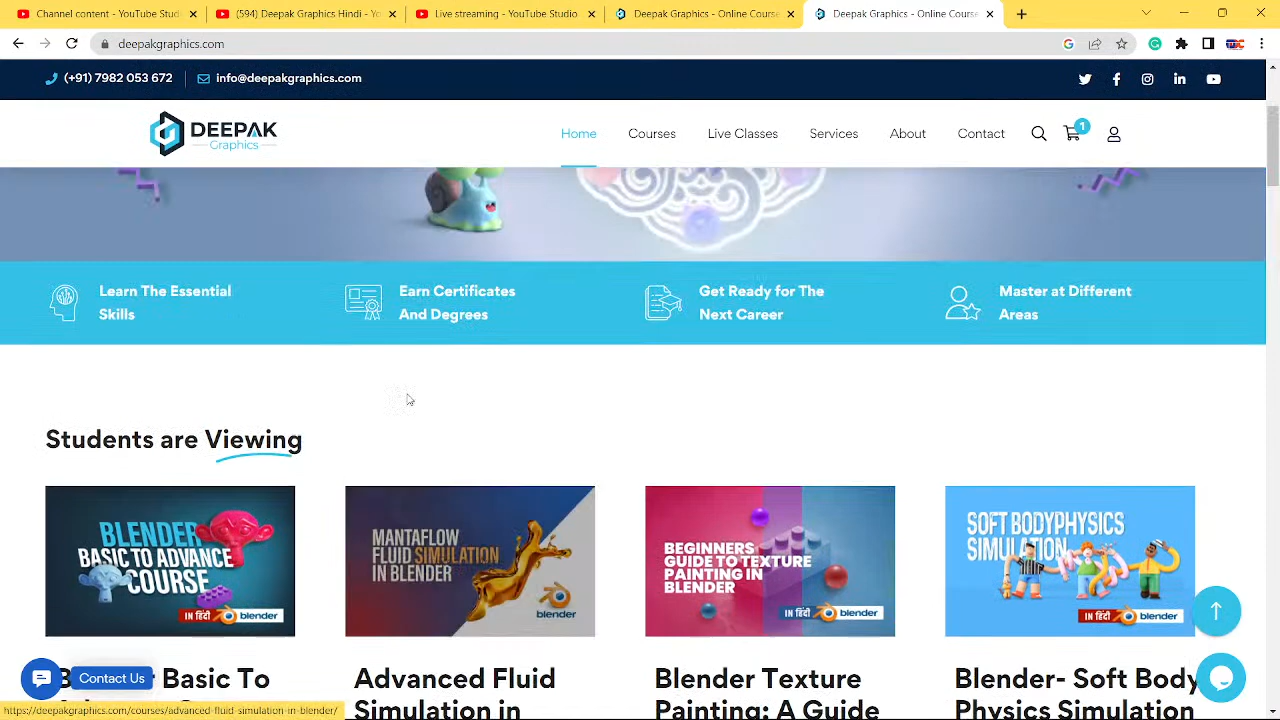 Channel content - YouTube Stud
(594) Deepak Graphics Hindi - Yo
Live streaming - YouTube Studio
Deepak Graphics - Online Course
Deepak Graphics - Online Course
deepakgraphics.com
(+91) 7982 053 672
info@deepakgraphics.com
DEEPAK
Graphics
Home
Courses
Live Classes
Services
About
Contact
1
Learn The Essential
Skills
Earn Certificates
And Degrees
Get Ready for The
Next Career
Master at Different
Areas
Students are Viewing
BLENDER
BASIC TO ADVANCE
COURSE
IN हिंदी
blender
MANTAFLOW
FLUID SIMULATION
IN BLENDER
blender
BEGINNERS
GUIDE TO TEXTURE
PAINTING IN
BLENDER
IN हिंदी
blender
SOFT BODYPHYSICS
SIMULATION
IN हिंदी
blender
Basic To
Advanced Fluid
Simulation in
Blender Texture
Painting: A Guide
Blender- Soft Body
Physics Simulation
Contact Us
https://deepakgraphics.com/courses/advanced-fluid-simulation-in-blender/